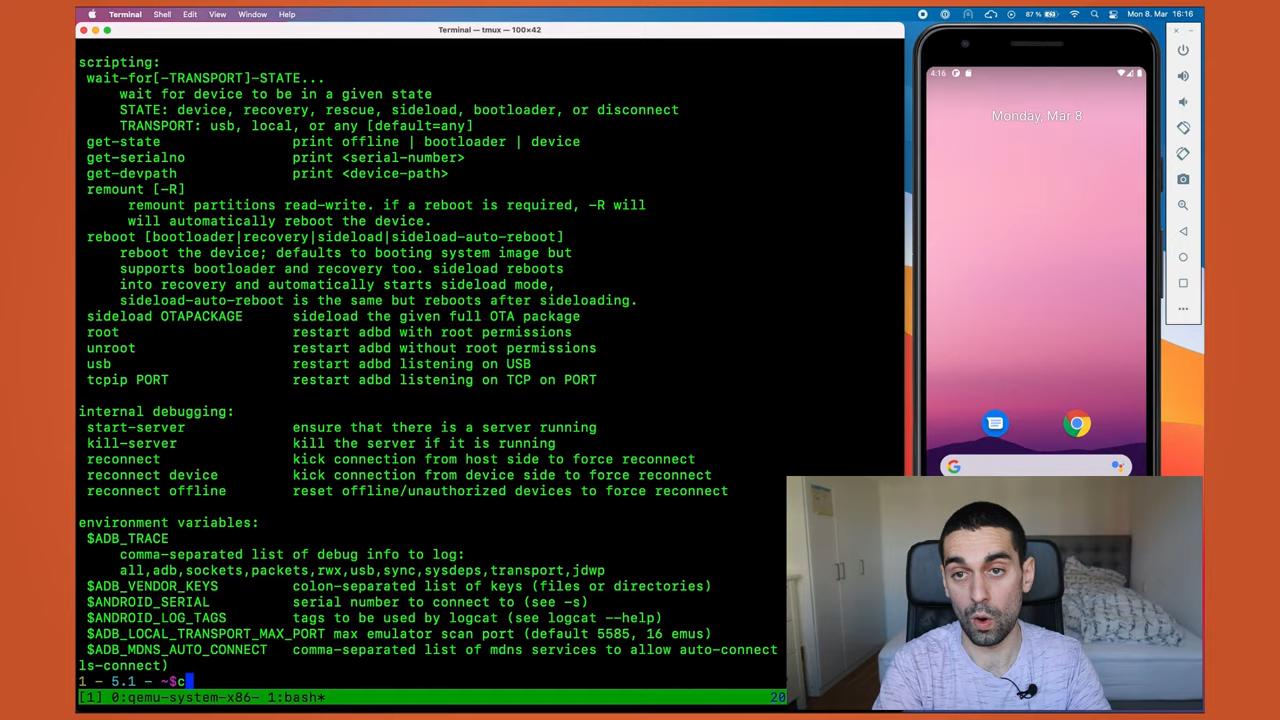 Terminal Shell Edit View Window Help
87 % Mon 8. Mar 16:16
Terminal — tmux — 100×42
scripting:
wait-for[-TRANSPORT]-STATE...
wait for device to be in a given state
STATE: device, recovery, rescue, sideload, bootloader, or disconnect
TRANSPORT: usb, local, or any [default=any]
get-state print offline | bootloader | device
get-serialno print <serial-number>
get-devpath print <device-path>
remount [-R]
remount partitions read-write. if a reboot is required, -R will
will automatically reboot the device.
reboot [bootloader|recovery|sideload|sideload-auto-reboot]
reboot the device; defaults to booting system image but
supports bootloader and recovery too. sideload reboots
into recovery and automatically starts sideload mode,
sideload-auto-reboot is the same but reboots after sideloading.
sideload OTAPACKAGE sideload the given full OTA package
root restart adbd with root permissions
unroot restart adbd without root permissions
usb restart adbd listening on USB
tcpip PORT restart adbd listening on TCP on PORT
internal debugging:
start-server ensure that there is a server running
kill-server kill the server if it is running
reconnect kick connection from host side to force reconnect
reconnect device kick connection from device side to force reconnect
reconnect offline reset offline/unauthorized devices to force reconnect
environment variables:
$ADB_TRACE
comma-separated list of debug info to log:
all,adb,sockets,packets,rwx,usb,sync,sysdeps,transport,jdwp
$ADB_VENDOR_KEYS colon-separated list of keys (files or directories)
$ANDROID_SERIAL serial number to connect to (see -s)
$ANDROID_LOG_TAGS tags to be used by logcat (see logcat --help)
$ADB_LOCAL_TRANSPORT_MAX_PORT max emulator scan port (default 5585, 16 emus)
$ADB_MDNS_AUTO_CONNECT comma-separated list of mdns services to allow auto-connect
ls-connect)
1 - 5.1 - ~$c
[1] 0:qemu-system-x86- 1:bash* 20
4:16
Monday, Mar 8